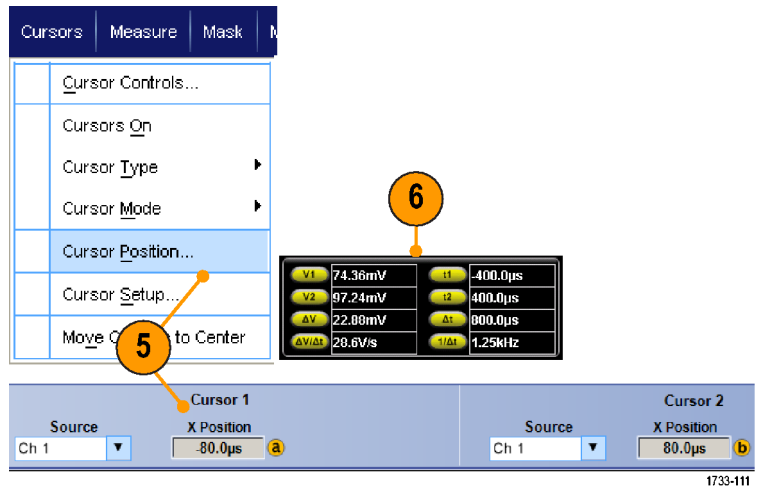 Cursors Measure Mask
Cursor Controls...
Cursors On
Cursor Type
Cursor Mode
Cursor Position...
Cursor Setup...
Move to Center
5
6
V1 74.36mV t1 -400.0µs
V2 97.24mV t2 400.0µs
ΔV 22.88mV Δt 800.0µs
ΔV/Δt 28.6V/s 1/Δt 1.25kHz
Cursor 1 Cursor 2
Source X Position Source X Position
Ch 1 -80.0µs a Ch 1 80.0µs b
1733-111